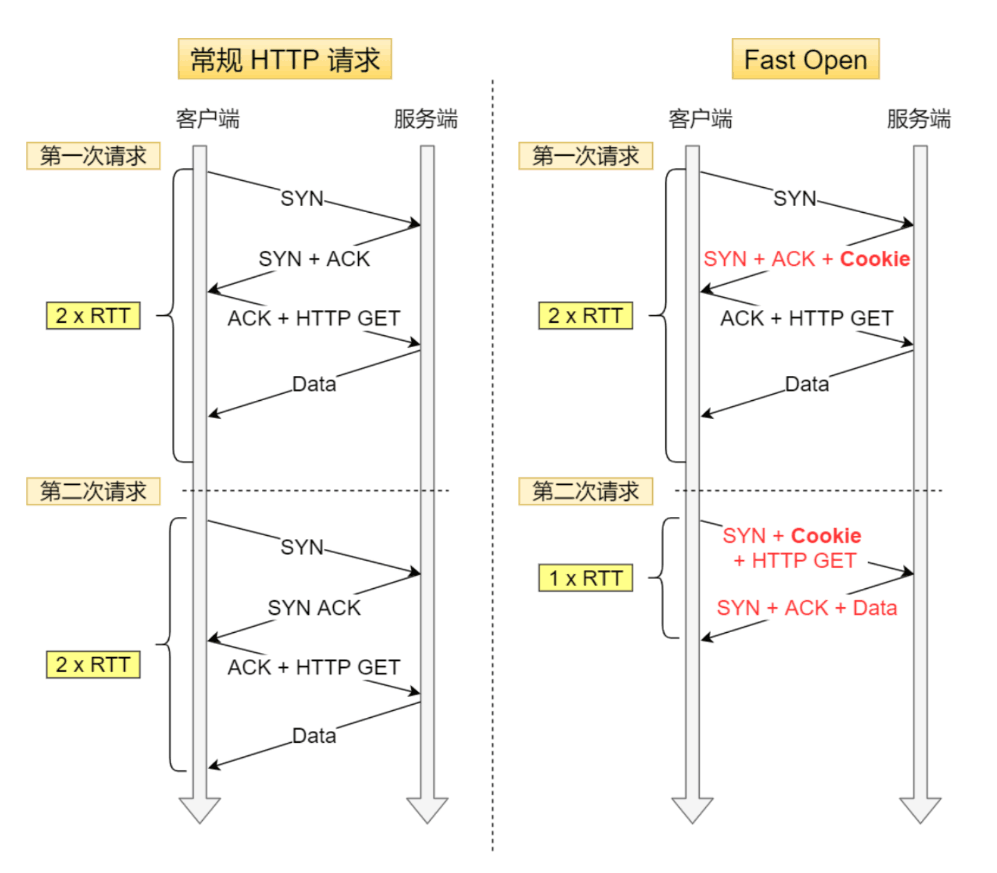 常规 HTTP 请求
客户端
服务端
第一次请求
SYN
SYN + ACK
2 x RTT
ACK + HTTP GET
Data
第二次请求
SYN
SYN ACK
2 x RTT
ACK + HTTP GET
Data
Fast Open
客户端
服务端
第一次请求
SYN
SYN + ACK + Cookie
2 x RTT
ACK + HTTP GET
Data
第二次请求
SYN + Cookie
+ HTTP GET
1 x RTT
SYN + ACK + Data